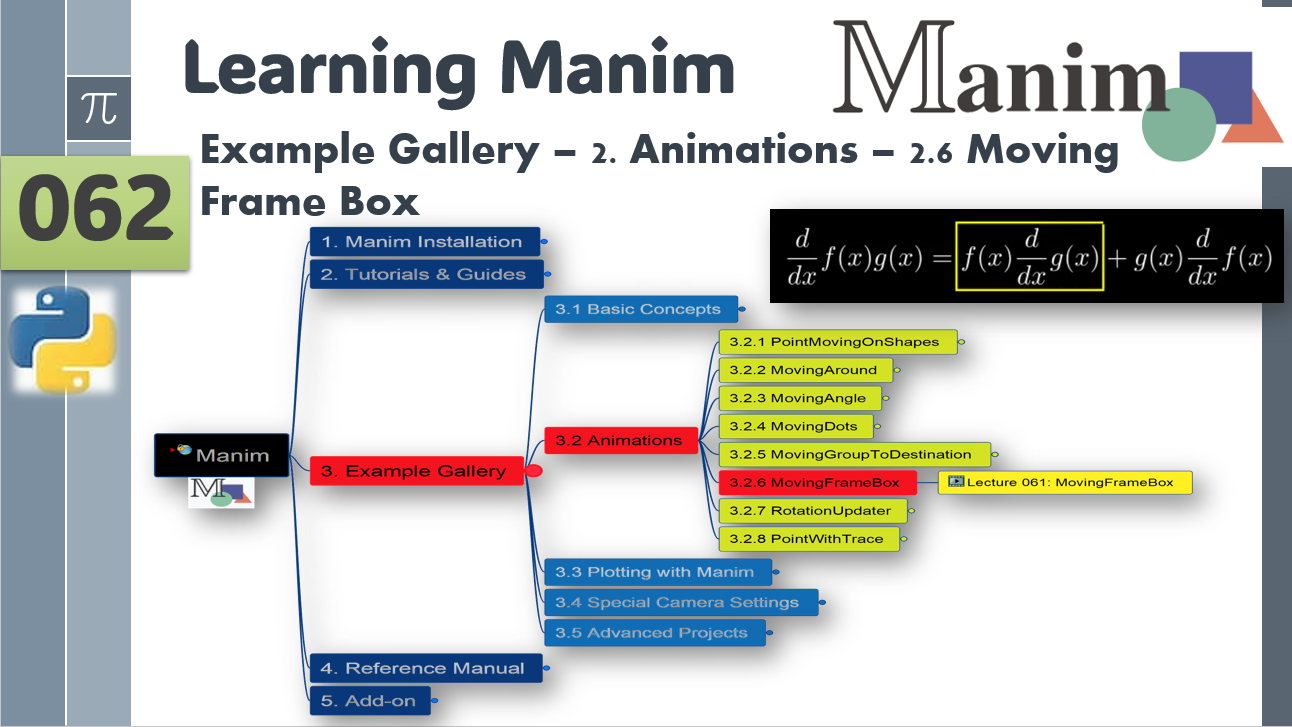 Learning Manim
Manim
π
Example Gallery – 2. Animations – 2.6 Moving
Frame Box
062
d/dx f(x)g(x) = f(x) d/dx g(x) + g(x) d/dx f(x)
1. Manim Installation
2. Tutorials & Guides
3.1 Basic Concepts
3.2.1 PointMovingOnShapes
3.2.2 MovingAround
3.2.3 MovingAngle
3.2.4 MovingDots
3.2 Animations
3.2.5 MovingGroupToDestination
Manim
3. Example Gallery
3.2.6 MovingFrameBox
Lecture 061: MovingFrameBox
M
3.2.7 RotationUpdater
3.2.8 PointWithTrace
3.3 Plotting with Manim
3.4 Special Camera Settings
3.5 Advanced Projects
4. Reference Manual
5. Add-on